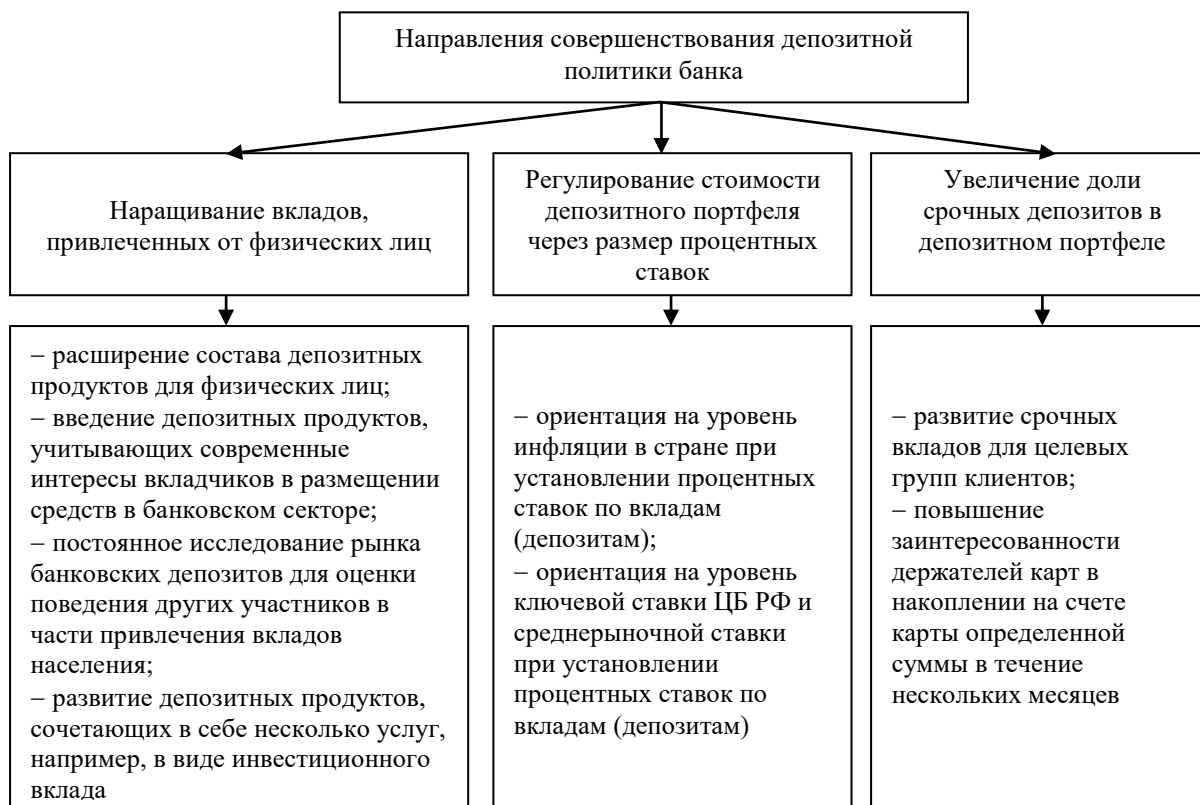 Направления совершенствования депозитной
политики банка
Наращивание вкладов,
привлеченных от физических лиц
Регулирование стоимости
депозитного портфеля
через размер процентных
ставок
Увеличение доли
срочных депозитов в
депозитном портфеле
– расширение состава депозитных
продуктов для физических лиц;
– введение депозитных продуктов,
учитывающих современные
интересы вкладчиков в размещении
средств в банковском секторе;
– постоянное исследование рынка
банковских депозитов для оценки
поведения других участников в
части привлечения вкладов
населения;
– развитие депозитных продуктов,
сочетающих в себе несколько услуг,
например, в виде инвестиционного
вклада
– ориентация на уровень
инфляции в стране при
установлении процентных
ставок по вкладам
(депозитам);
– ориентация на уровень
ключевой ставки ЦБ РФ и
среднерыночной ставки
при установлении
процентных ставок по
вкладам (депозитам)
– развитие срочных
вкладов для целевых
групп клиентов;
– повышение
заинтересованности
держателей карт в
накоплении на счете
карты определенной
суммы в течение
нескольких месяцев